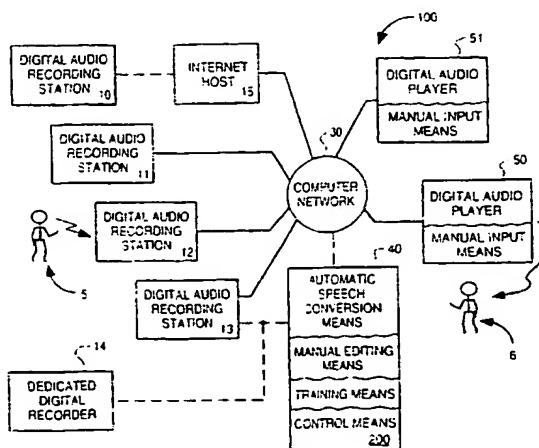 100
51
DIGITAL AUDIO
RECORDING
STATION 10
INTERNET
HOST 15
DIGITAL AUDIO
PLAYER
MANUAL INPUT
MEANS
30
DIGITAL AUDIO
RECORDING
STATION 11
COMPUTER
NETWORK
50
DIGITAL AUDIO
PLAYER
MANUAL INPUT
MEANS
DIGITAL AUDIO
RECORDING
STATION 12
5
40
AUTOMATIC
SPEECH
CONVERSION
MEANS
DIGITAL AUDIO
RECORDING
STATION 13
6
14
MANUAL EDITING
MEANS
DEDICATED
DIGITAL
RECORDER
TRAINING MEANS
CONTROL MEANS
200